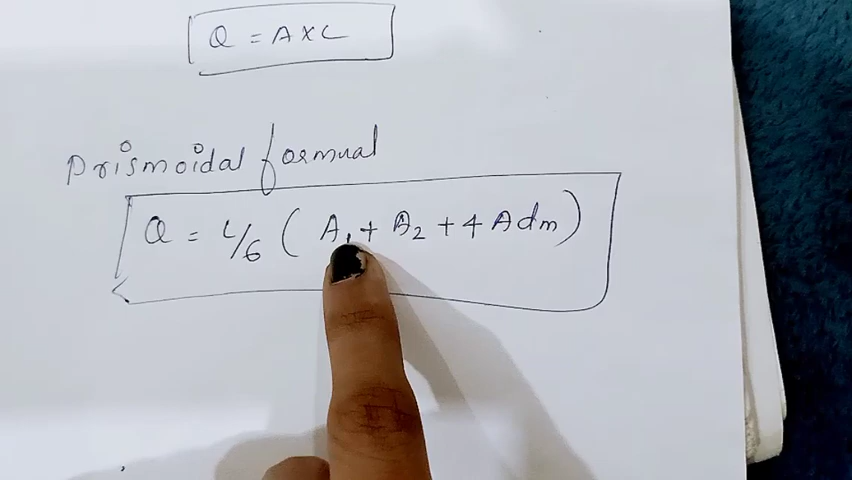 Q = A X L
Prismoidal formual
Q = L/6 ( A1 + A2 + 4 Adm )